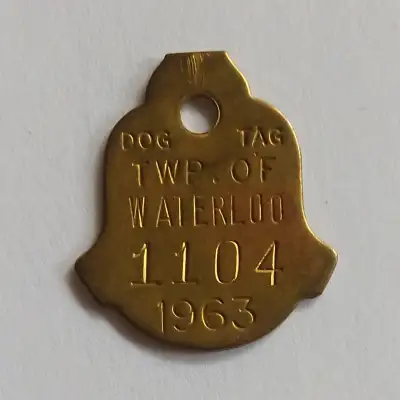 DOG TAG
TWP. OF
WATERLOO
1104
1963